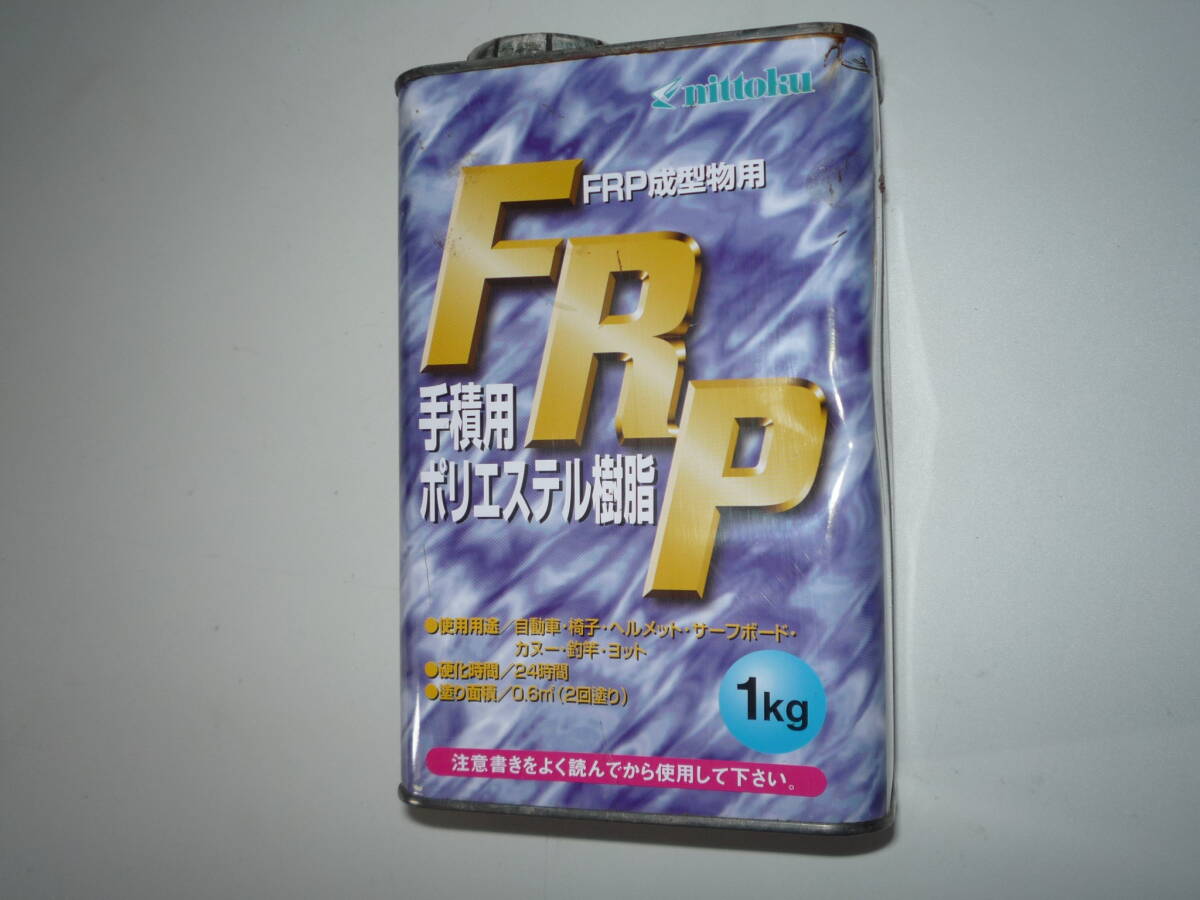 nittoku
FRP成型物用
FRP
手積用
ポリエステル樹脂
●使用用途／自動車・椅子・ヘルメット・サーフボード・
カヌー・釣竿・ヨット
●硬化時間／24時間
●塗り面積／0.6㎡（2回塗り）
1kg
注意書きをよく読んでから使用して下さい。